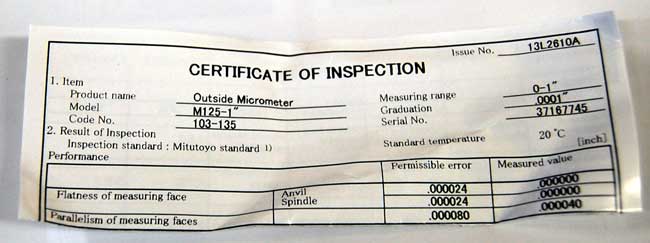 Issue No. 13L2610A
CERTIFICATE OF INSPECTION
1. Item
Product name Outside Micrometer Measuring range 0-1"
Model M125-1" Graduation .0001"
Code No. 103-135 Serial No. 37167745
2. Result of Inspection
Inspection standard : Mitutoyo standard 1) Standard temperature 20 °C
Performance [inch]
Permissible error Measured value
Flatness of measuring face Anvil .000024 .000000
Spindle .000024 .000000
Parallelism of measuring faces .000080 .000040